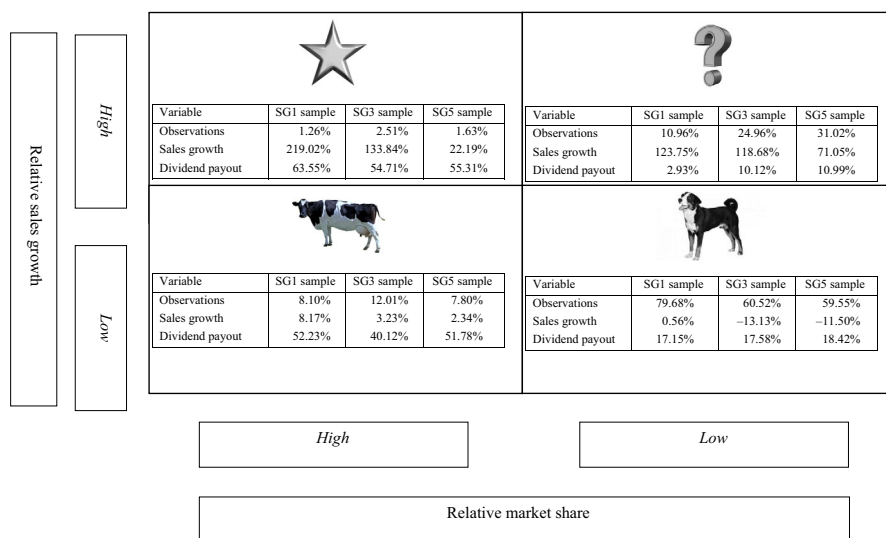 Relative sales growth
High
Low
Variable SG1 sample SG3 sample SG5 sample
Observations 1.26% 2.51% 1.63%
Sales growth 219.02% 133.84% 22.19%
Dividend payout 63.55% 54.71% 55.31%
Variable SG1 sample SG3 sample SG5 sample
Observations 10.96% 24.96% 31.02%
Sales growth 123.75% 118.68% 71.05%
Dividend payout 2.93% 10.12% 10.99%
Variable SG1 sample SG3 sample SG5 sample
Observations 8.10% 12.01% 7.80%
Sales growth 8.17% 3.23% 2.34%
Dividend payout 52.23% 40.12% 51.78%
Variable SG1 sample SG3 sample SG5 sample
Observations 79.68% 60.52% 59.55%
Sales growth 0.56% –13.13% –11.50%
Dividend payout 17.15% 17.58% 18.42%
High
Low
Relative market share